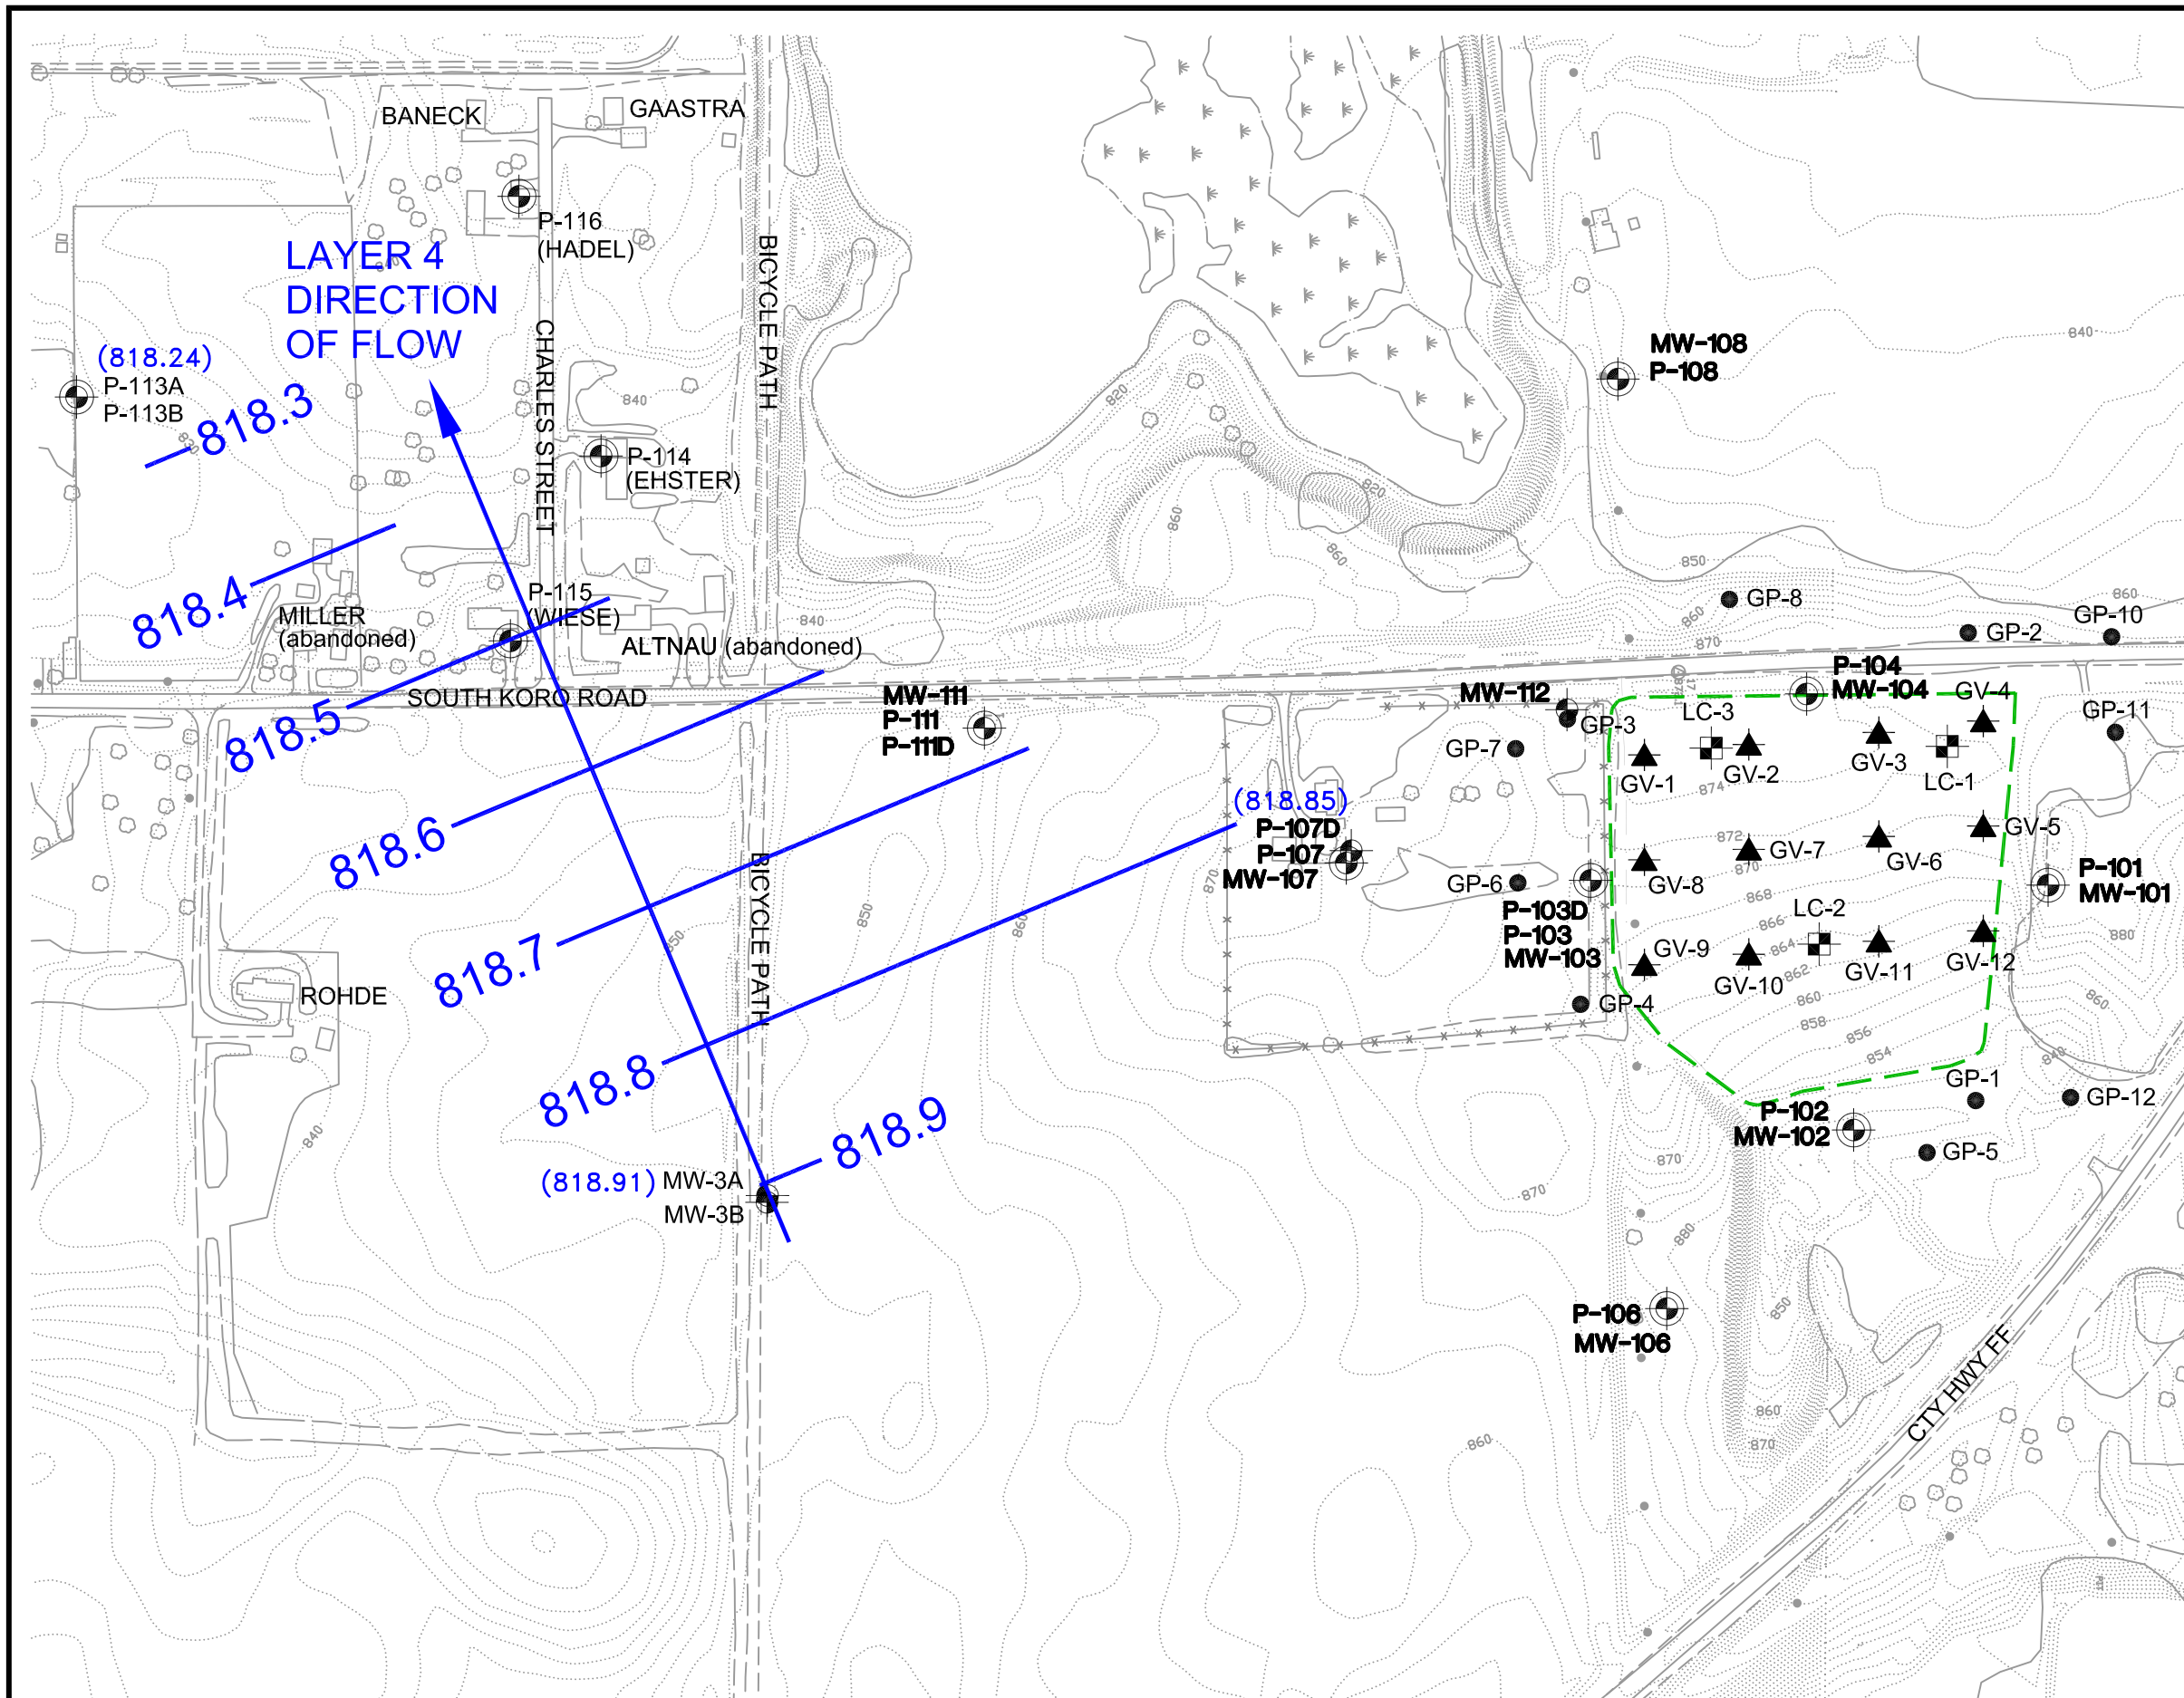 BANECK
GAASTRA
P-116
(HADEL)
LAYER 4
DIRECTION
OF FLOW
840
BICYCLE PATH
CHARLES STREET
(818.24)
P-113A
P-113B
818.3
840
P-114
(EHSTER)
820
820
860
860
MW-108
P-108
840
850
860
870
GP-8
860
GP-10
GP-2
818.4
MILLER
(abandoned)
P-115
(WIESE)
840
ALTNAU (abandoned)
SOUTH KORO ROAD
818.5
MW-111
P-111
P-111D
MW-112
GP-3
GP-7
P-104
MW-104
GV-4
LC-3
GV-1
GV-2
GV-3
LC-1
GP-11
874
872
870
868
866
864
862
860
858
856
854
818.6
(818.85)
P-107D
P-107
MW-107
870
GP-6
P-103D
P-103
MW-103
GP-4
GV-8
GV-7
GV-6
GV-5
P-101
MW-101
LC-2
GV-9
GV-10
GV-11
GV-12
880
860
840
BICYCLE PATH
850
850
860
818.7
ROHDE
818.8
818.9
840
(818.91)
MW-3A
MW-3B
GP-1
GP-12
P-102
MW-102
GP-5
870
870
880
P-106
MW-106
850
860
870
860
CTY HWY FF